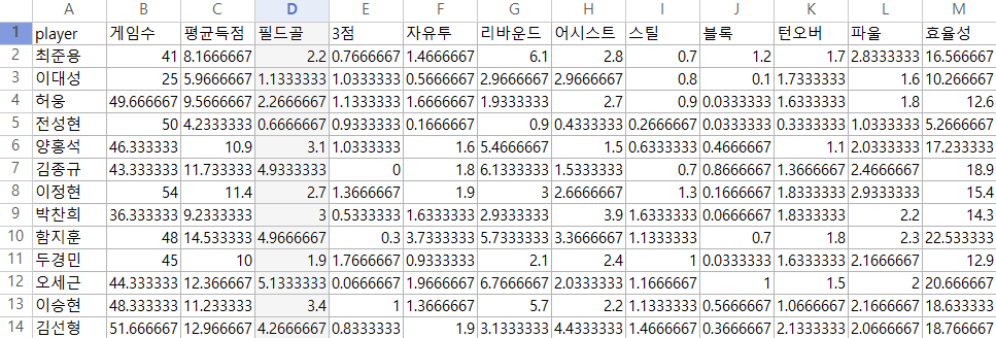 A B C D E F G H I J K L M
1 player 게임수 평균득점 필드골 3점 자유투 리바운드 어시스트 스틸 블록 턴오버 파울 효율성
2 최준용 41 8.1666667 2.2 0.7666667 1.4666667 6.1 2.8 0.7 1.2 1.7 2.8333333 16.566667
3 이대성 25 5.9666667 1.1333333 1.0333333 0.5666667 2.9666667 2.9666667 0.8 0.1 1.7333333 1.6 10.266667
4 허웅 49.666667 9.5666667 2.2666667 1.1333333 1.6666667 1.9333333 2.7 0.9 0.0333333 1.6333333 1.8 12.6
5 전성현 50 4.2333333 0.6666667 0.9333333 0.1666667 0.9 0.4333333 0.2666667 0.0333333 0.3333333 1.0333333 5.2666667
6 양홍석 46.333333 10.9 3.1 1.0333333 1.6 5.4666667 1.5 0.6333333 0.4666667 1.1 2.0333333 17.233333
7 김종규 43.333333 11.733333 4.9333333 0 1.8 6.1333333 1.5333333 0.7 0.8666667 1.3666667 2.4666667 18.9
8 이정현 54 11.4 2.7 1.3666667 1.9 3 2.6666667 1.3 0.1666667 1.8333333 2.9333333 15.4
9 박찬희 36.333333 9.2333333 3 0.5333333 1.6333333 2.9333333 3.9 1.6333333 0.0666667 1.8333333 2.2 14.3
10 함지훈 48 14.533333 4.9666667 0.3 3.7333333 5.7333333 3.3666667 1.1333333 0.7 1.8 2.3 22.533333
11 두경민 45 10 1.9 1.7666667 0.9333333 2.1 2.4 1 0.0333333 1.6333333 2.1666667 12.9
12 오세근 44.333333 12.366667 5.1333333 0.0666667 1.9666667 6.7666667 2.0333333 1.1666667 1 1.5 2 20.666667
13 이승현 48.333333 11.233333 3.4 1 1.3666667 5.7 2.2 1.1333333 0.5666667 1.0666667 2.1666667 18.633333
14 김선형 51.666667 12.966667 4.2666667 0.8333333 1.9 3.1333333 4.4333333 1.4666667 0.3666667 2.1333333 2.0666667 18.766667